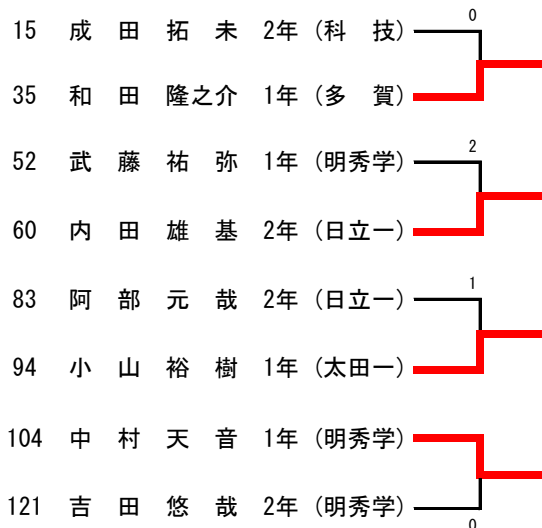 0
15 成 田 拓 未 2年 (科 技)
35 和 田 隆之介 1年 (多 賀)
2
52 武 藤 祐 弥 1年 (明秀学)
60 内 田 雄 基 2年 (日立一)
1
83 阿 部 元 哉 2年 (日立一)
94 小 山 裕 樹 1年 (太田一)
104 中 村 天 音 1年 (明秀学)
121 吉 田 悠 哉 2年 (明秀学)
0